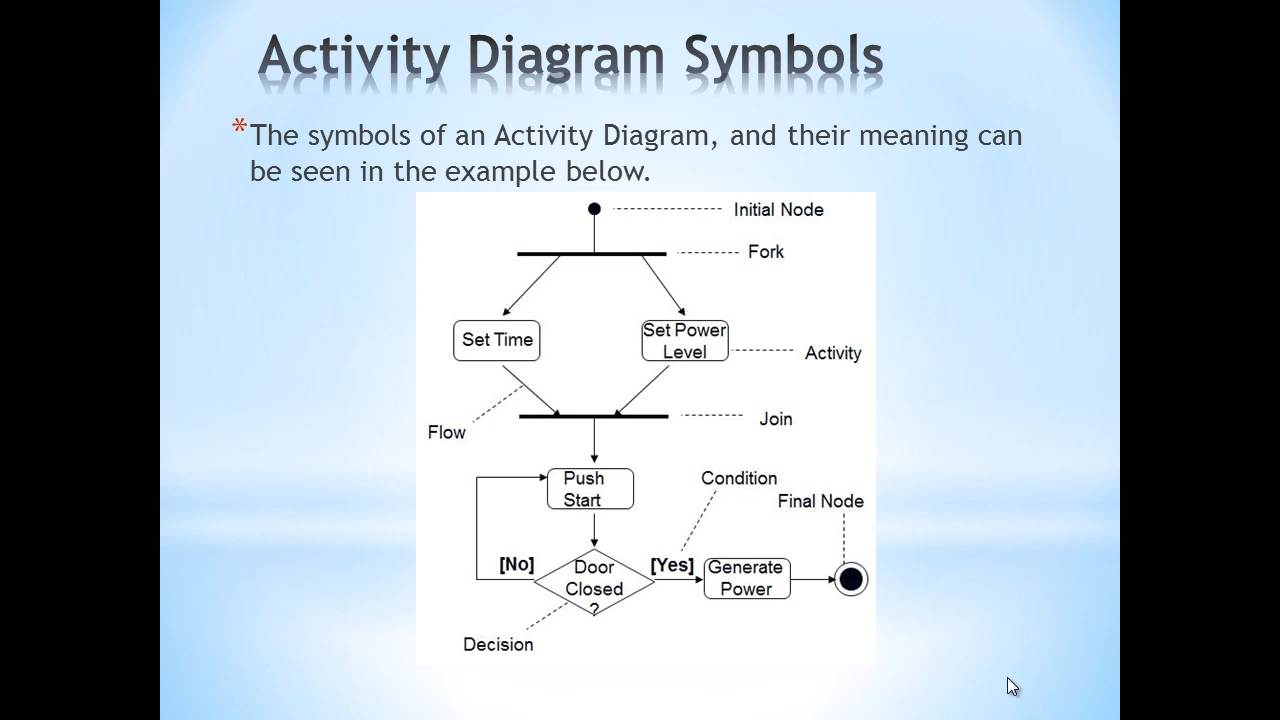 Activity Diagram Symbols
* The symbols of an Activity Diagram, and their meaning can
be seen in the example below.
Initial Node
Fork
Set Time
Set Power
Level
Activity
Flow
Join
Push
Start
Condition
Final Node
[No]
Door
Closed
?
[Yes]
Generate
Power
Decision